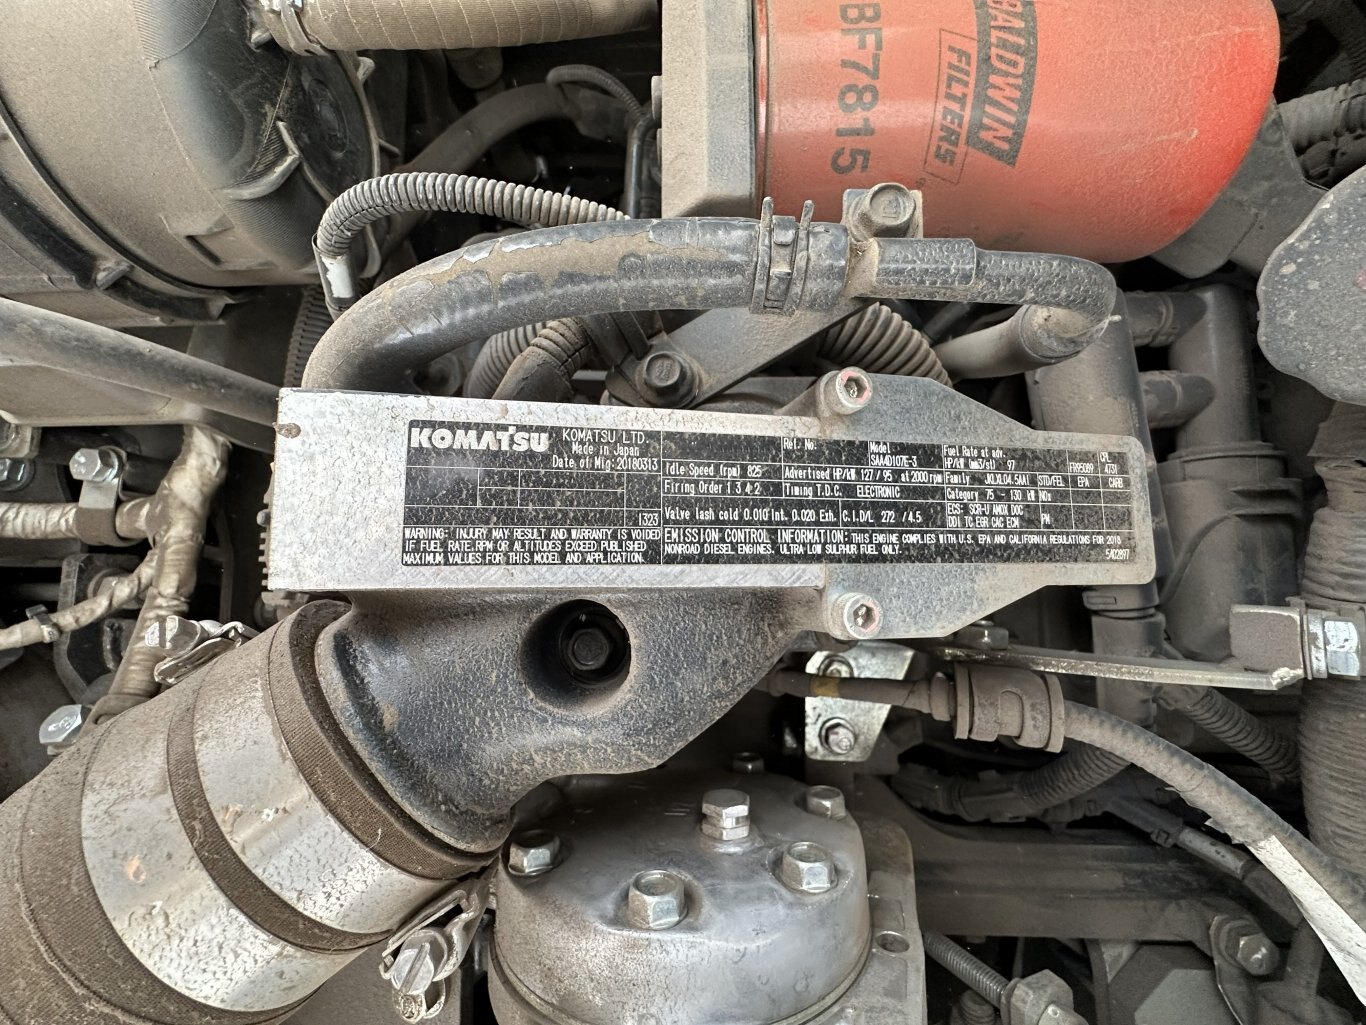 BF7815
BALDWIN
FILTERS
KOMATSU KOMATSU LTD.
Made in Japan
Date of Mfg: 20180313
1323
WARNING: INJURY MAY RESULT AND WARRANTY IS VOIDED
IF FUEL RATE.RPM OR ALTITUDES EXCEED PUBLISHED
MAXIMUM VALUES FOR THIS MODEL AND APPLICATION.
Ref. No. Model
SAA4D107E-3
Fuel Rate at adv.
HP/kW (mm3/st) 97
FR95089
CPL
4731
Idle Speed (rpm) 825 Advertised HP/kW 127 / 95 at 2000 rpm
Family JKLXL04.5AAI STD/FEL EPA CARB
Firing Order 1 3 4 2 Timing T.D.C. ELECTRONIC
Category 75 - 130 kW NOx
Valve lash cold 0.010 Int. 0.020 Exh. C.I.D/L 272 / 4.5
ECS: SCR-U AMOX DOC
DDI TC EGR CAC ECM
PM
EMISSION CONTROL INFORMATION: THIS ENGINE COMPLIES WITH U.S. EPA AND CALIFORNIA REGULATIONS FOR 2018
NONROAD DIESEL ENGINES. ULTRA LOW SULPHUR FUEL ONLY.
5402897